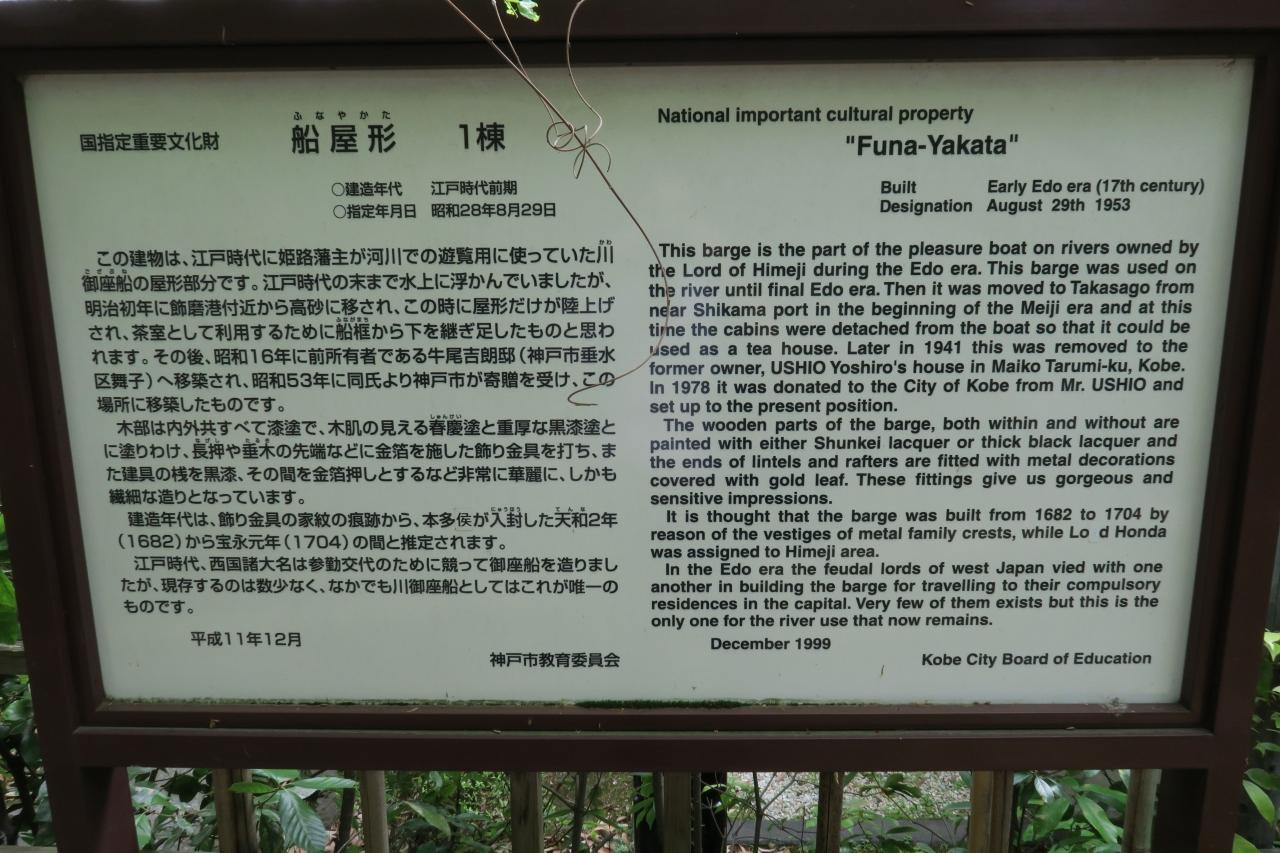 国指定重要文化財 船屋形 1棟
ふなやかた
○建造年代 江戸時代前期
○指定年月日 昭和28年8月29日
この建物は、江戸時代に姫路藩主が河川での遊覧用に使っていた川
かわ
御座船の屋形部分です。江戸時代の末まで水上に浮かんでいましたが、
ござぶね
明治初年に飾磨港付近から高砂に移され、この時に屋形だけが陸上げ
され、茶室として利用するために船框から下を継ぎ足したものと思わ
ふながまち
れます。その後、昭和16年に前所有者である牛尾吉朗邸（神戸市垂水
区舞子）へ移築され、昭和53年に同氏より神戸市が寄贈を受け、この
場所に移築したものです。
木部は内外共すべて漆塗で、木肌の見える春慶塗と重厚な黒漆塗と
しゅんけい
に塗りわけ、長押や垂木の先端などに金箔を施した飾り金具を打ち、ま
なげし たるき
た建具の桟を黒漆、その間を金箔押しとするなど非常に華麗に、しかも
繊細な造りとなっています。
建造年代は、飾り金具の家紋の痕跡から、本多侯が入封した天和2年
にゅうほう てんな
（1682）から宝永元年（1704）の間と推定されます。
江戸時代、西国諸大名は参勤交代のために競って御座船を造りまし
たが、現存するのは数少なく、なかでも川御座船としてはこれが唯一の
ものです。
平成11年12月
神戸市教育委員会
National important cultural property
"Funa-Yakata"
Built Early Edo era (17th century)
Designation August 29th 1953
This barge is the part of the pleasure boat on rivers owned by
the Lord of Himeji during the Edo era. This barge was used on
the river until final Edo era. Then it was moved to Takasago from
near Shikama port in the beginning of the Meiji era and at this
time the cabins were detached from the boat so that it could be
used as a tea house. Later in 1941 this was removed to the
former owner, USHIO Yoshiro's house in Maiko Tarumi-ku, Kobe.
In 1978 it was donated to the City of Kobe from Mr. USHIO and
set up to the present position.
The wooden parts of the barge, both within and without are
painted with either Shunkei lacquer or thick black lacquer and
the ends of lintels and rafters are fitted with metal decorations
covered with gold leaf. These fittings give us gorgeous and
sensitive impressions.
It is thought that the barge was built from 1682 to 1704 by
reason of the vestiges of metal family crests, while Lo d Honda
was assigned to Himeji area.
In the Edo era the feudal lords of west Japan vied with one
another in building the barge for travelling to their compulsory
residences in the capital. Very few of them exists but this is the
only one for the river use that now remains.
December 1999
Kobe City Board of Education